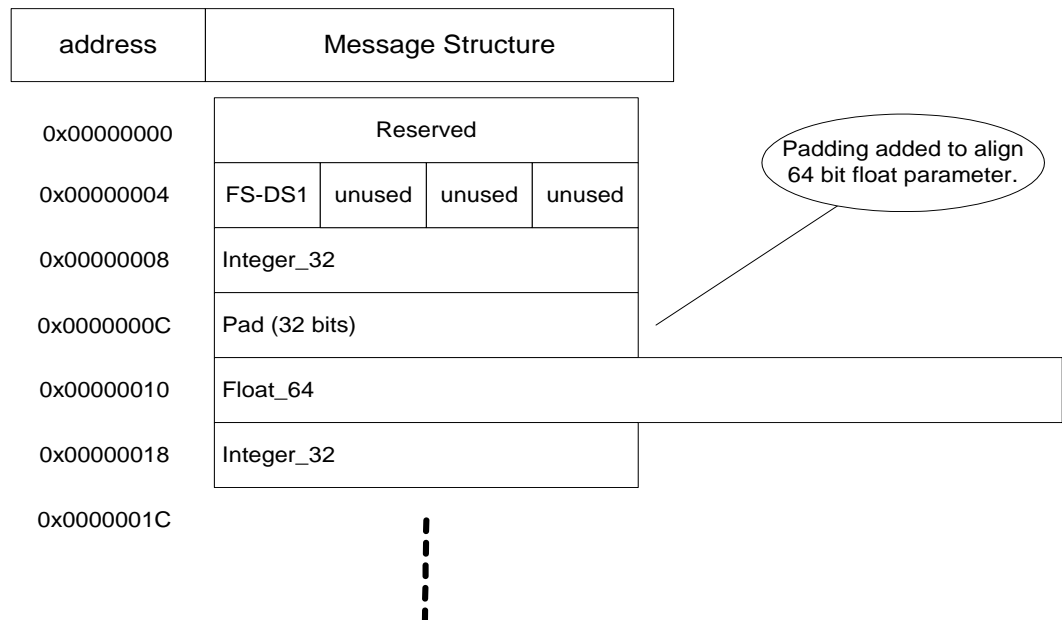 address Message Structure
0x00000000 Reserved
Padding added to align
64 bit float parameter.
0x00000004 FS-DS1 unused unused unused
0x00000008 Integer_32
0x0000000C Pad (32 bits)
0x00000010 Float_64
0x00000018 Integer_32
0x0000001C